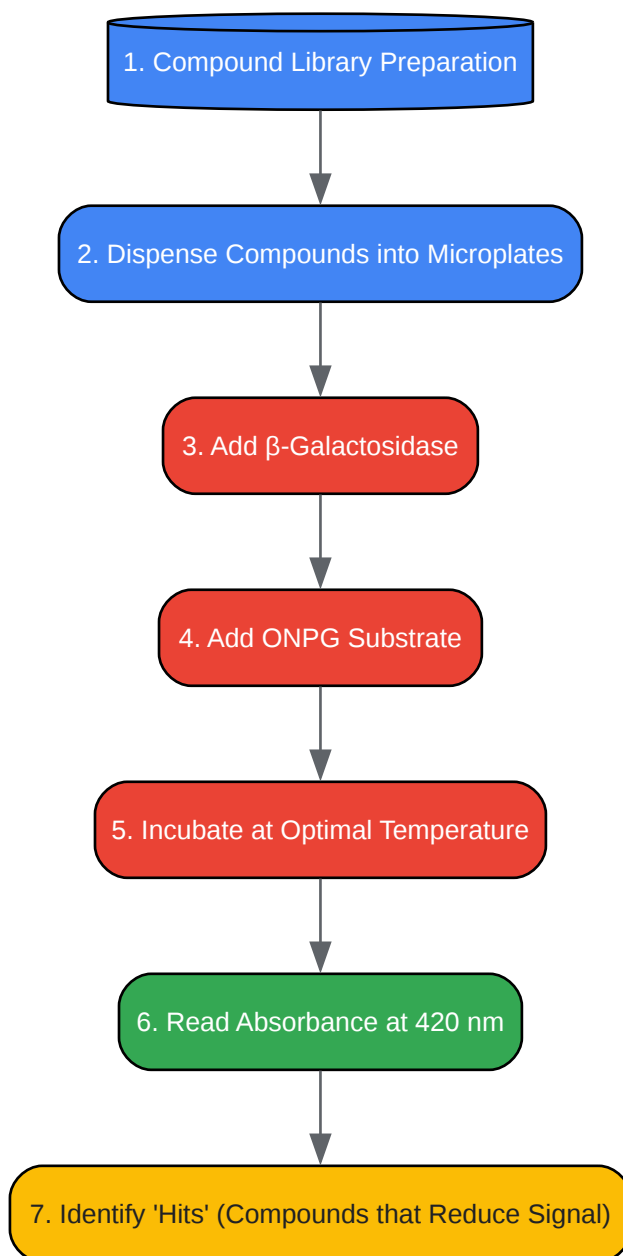 1. Compound Library Preparation
2. Dispense Compounds into Microplates
3. Add β-Galactosidase
4. Add ONPG Substrate
5. Incubate at Optimal Temperature
6. Read Absorbance at 420 nm
7. Identify 'Hits' (Compounds that Reduce Signal)